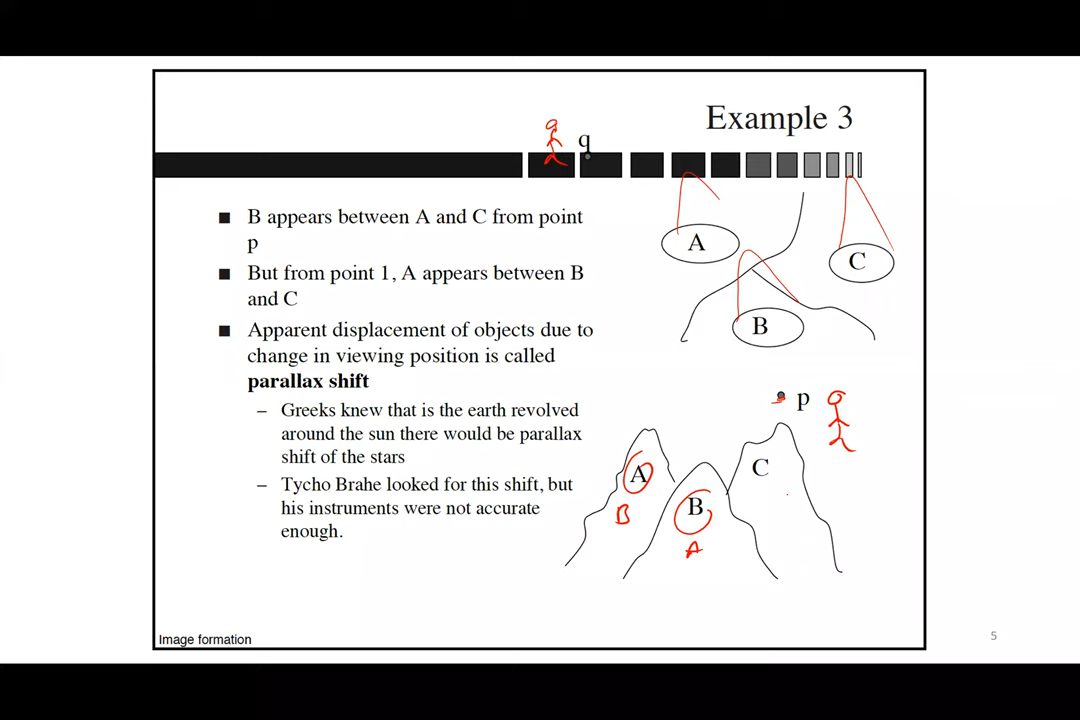 Example 3
q
B appears between A and C from point
p
But from point 1, A appears between B
and C
Apparent displacement of objects due to
change in viewing position is called
parallax shift
– Greeks knew that is the earth revolved
around the sun there would be parallax
shift of the stars
– Tycho Brahe looked for this shift, but
his instruments were not accurate
enough.
A
C
B
p
A
C
B
B
A
Image formation
5